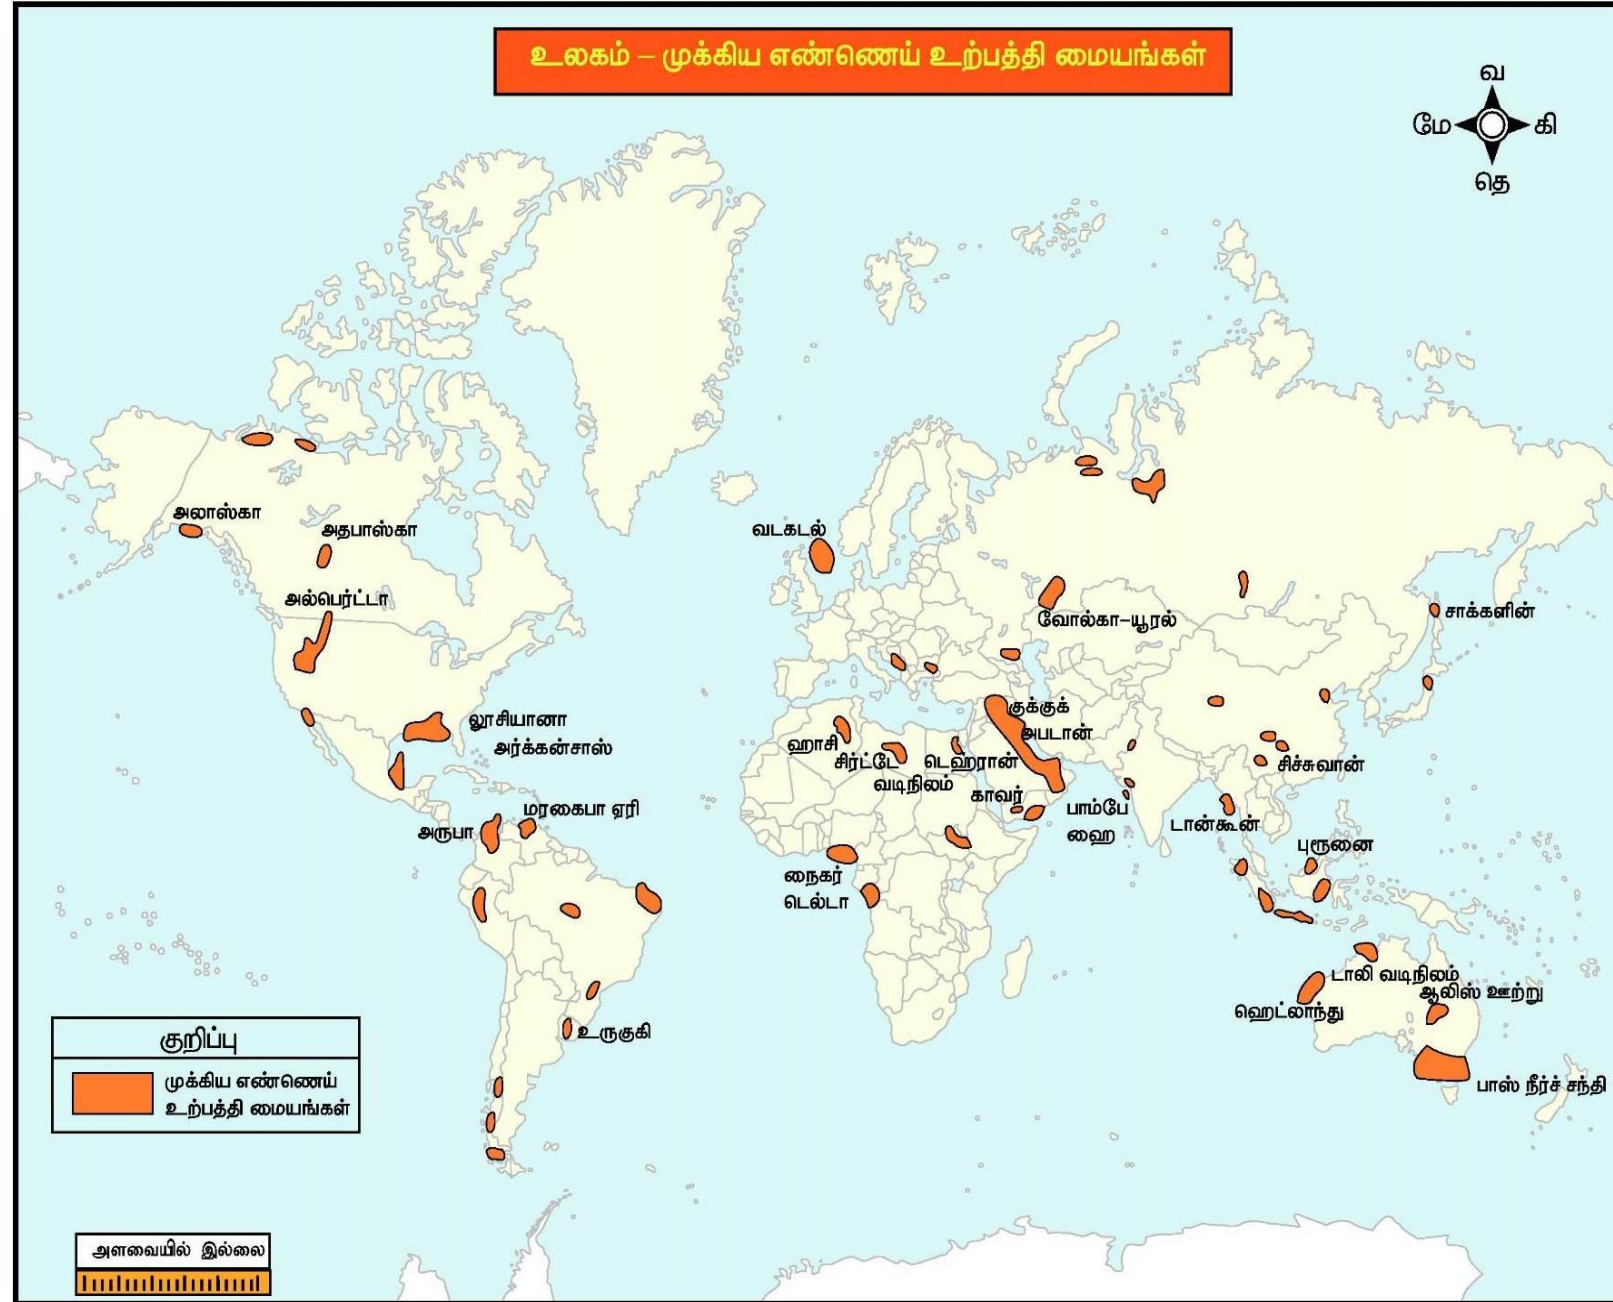 உலகம் – முக்கிய எண்ணெய் உற்பத்தி மையங்கள்
வ
மே கி
தெ
அலாஸ்கா
அதபாஸ்கா
அல்பெர்ட்டா
லூசியானா
அர்க்கன்சாஸ்
மரகைபா ஏரி
அருபா
உருகுகி
வடகடல்
வோல்கா–யூரல்
சாக்களின்
குக்குக்
அபடான்
ஹாசி
சிர்ட்டே
வடிநிலம்
டெஹ்ரான்
காவர்
பாம்பே
ஹை
சிச்சுவான்
டான்கூன்
புரூனை
நைகர்
டெல்டா
டாலி வடிநிலம்
ஆலிஸ் ஊற்று
ஹெட்லாந்து
பாஸ் நீர்ச் சந்தி
குறிப்பு
முக்கிய எண்ணெய்
உற்பத்தி மையங்கள்
அளவையில் இல்லை